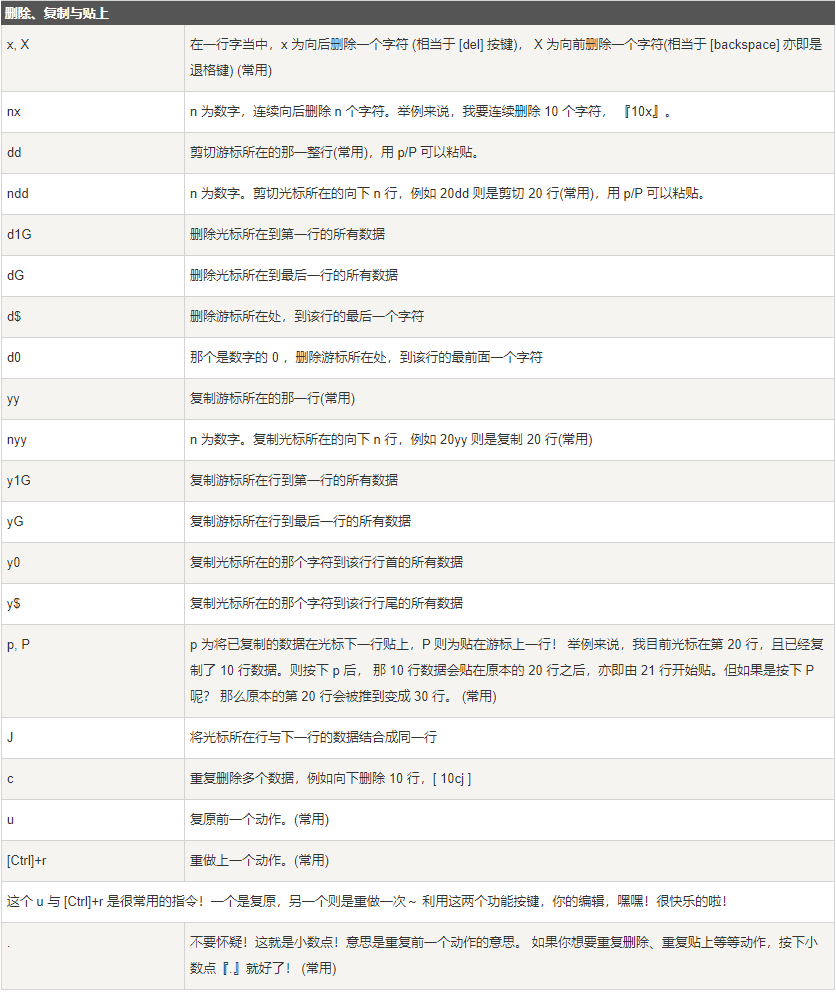 删除、复制与贴上
x, X
在一行字当中，x 为向后删除一个字符 (相当于 [del] 按键)， X 为向前删除一个字符(相当于 [backspace] 亦即是
退格键) (常用)
nx
n 为数字，连续向后删除 n 个字符。举例来说，我要连续删除 10 个字符， 『10x』。
dd
剪切游标所在的那一整行(常用)，用 p/P 可以粘贴。
ndd
n 为数字。剪切光标所在的向下 n 行，例如 20dd 则是剪切 20 行(常用)，用 p/P 可以粘贴。
d1G
删除光标所在到第一行的所有数据
dG
删除光标所在到最后一行的所有数据
d$
删除游标所在处，到该行的最后一个字符
d0
那个是数字的 0 ，删除游标所在处，到该行的最前面一个字符
yy
复制游标所在的那一行(常用)
nyy
n 为数字。复制光标所在的向下 n 行，例如 20yy 则是复制 20 行(常用)
y1G
复制游标所在行到第一行的所有数据
yG
复制游标所在行到最后一行的所有数据
y0
复制光标所在的那个字符到该行行首的所有数据
y$
复制光标所在的那个字符到该行行尾的所有数据
p, P
p 为将已复制的数据在光标下一行贴上，P 则为贴在游标上一行！ 举例来说，我目前光标在第 20 行，且已经复
制了 10 行数据。则按下 p 后， 那 10 行数据会贴在原本的 20 行之后，亦即由 21 行开始贴。但如果是按下 P
呢？ 那么原本的第 20 行会被推到变成 30 行。 (常用)
J
将光标所在行与下一行的数据结合成同一行
c
重复删除多个数据，例如向下删除 10 行，[ 10cj ]
u
复原前一个动作。(常用)
[Ctrl]+r
重做上一个动作。(常用)
这个 u 与 [Ctrl]+r 是很常用的指令！一个是复原，另一个则是重做一次～ 利用这两个功能按键，你的编辑，嘿嘿！很快乐的啦！
.
不要怀疑！这就是小数点！意思是重复前一个动作的意思。 如果你想要重复删除、重复贴上等等动作，按下小
数点『.』就好了！ (常用)